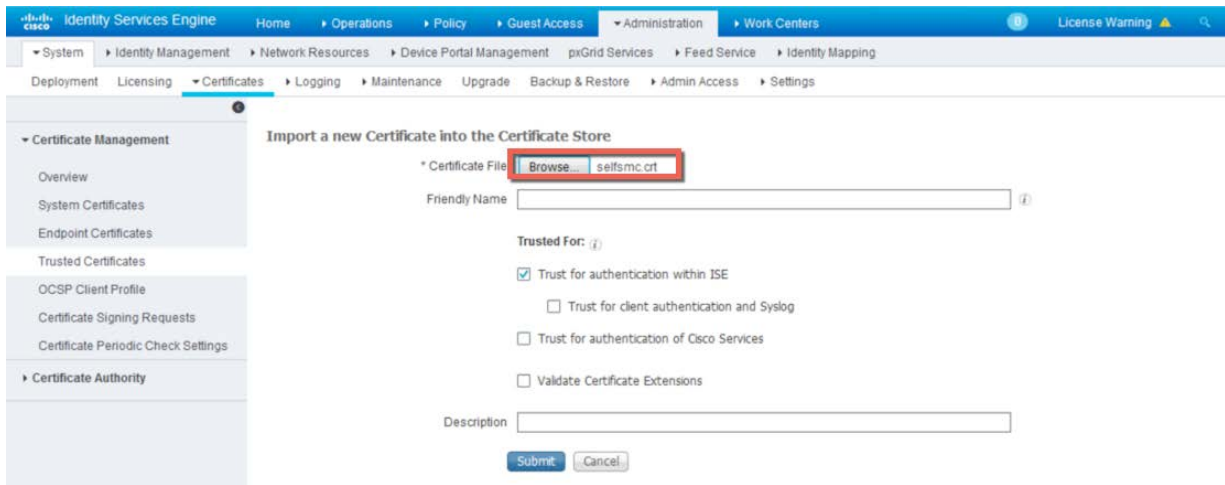 cisco Identity Services Engine Home Operations Policy Guest Access Administration Work Centers License Warning
System Identity Management Network Resources Device Portal Management pxGrid Services Feed Service Identity Mapping
Deployment Licensing Certificates Logging Maintenance Upgrade Backup & Restore Admin Access Settings
Certificate Management
Overview
System Certificates
Endpoint Certificates
Trusted Certificates
OCSP Client Profile
Certificate Signing Requests
Certificate Periodic Check Settings
Certificate Authority
Import a new Certificate into the Certificate Store
* Certificate File Browse... selfsmc.crt
Friendly Name
Trusted For:
Trust for authentication within ISE
Trust for client authentication and Syslog
Trust for authentication of Cisco Services
Validate Certificate Extensions
Description
Submit Cancel